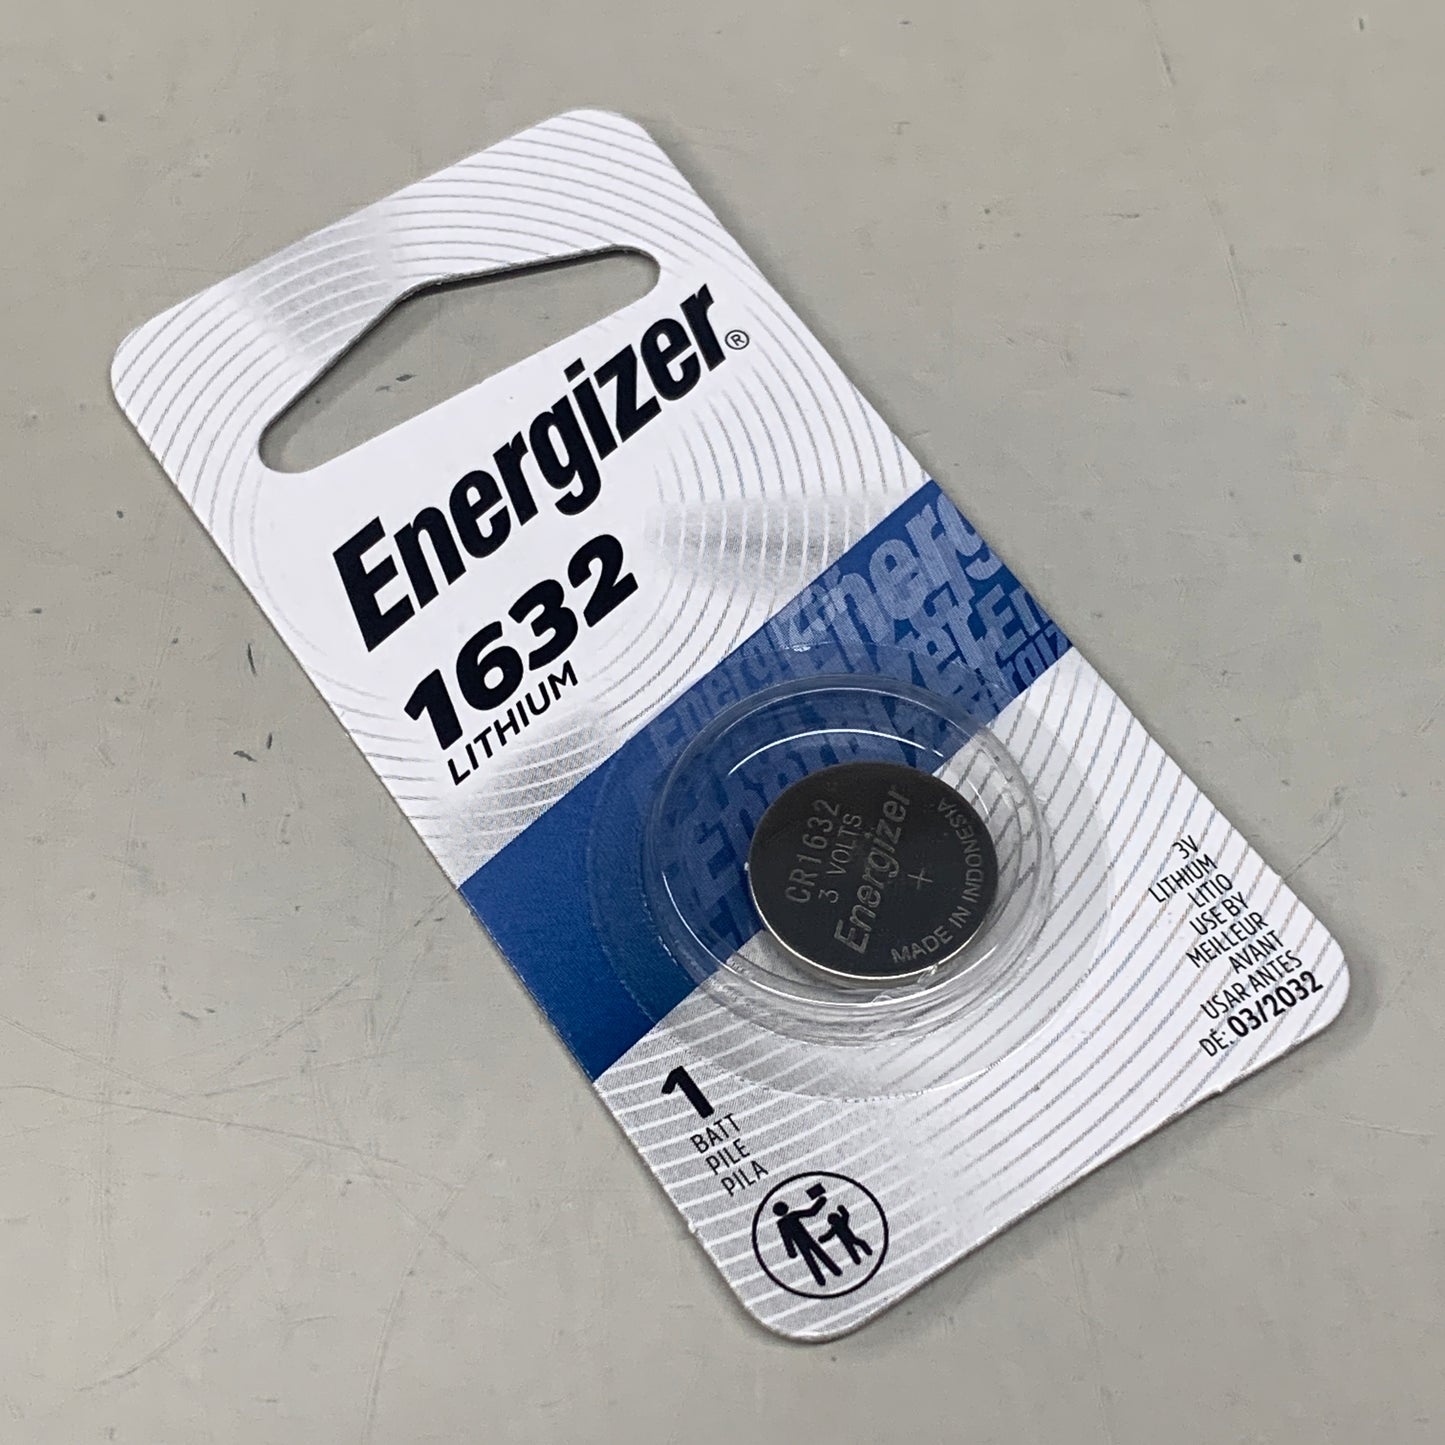 Energizer®
1632
LITHIUM
CR1632
3 VOLTS
Energizer
+
MADE IN INDONESIA
3V
LITHIUM
LITIO
USE BY
MEILLEUR
AVANT
USAR ANTES
DE: 03/2032
1
BATT
PILE
PILA